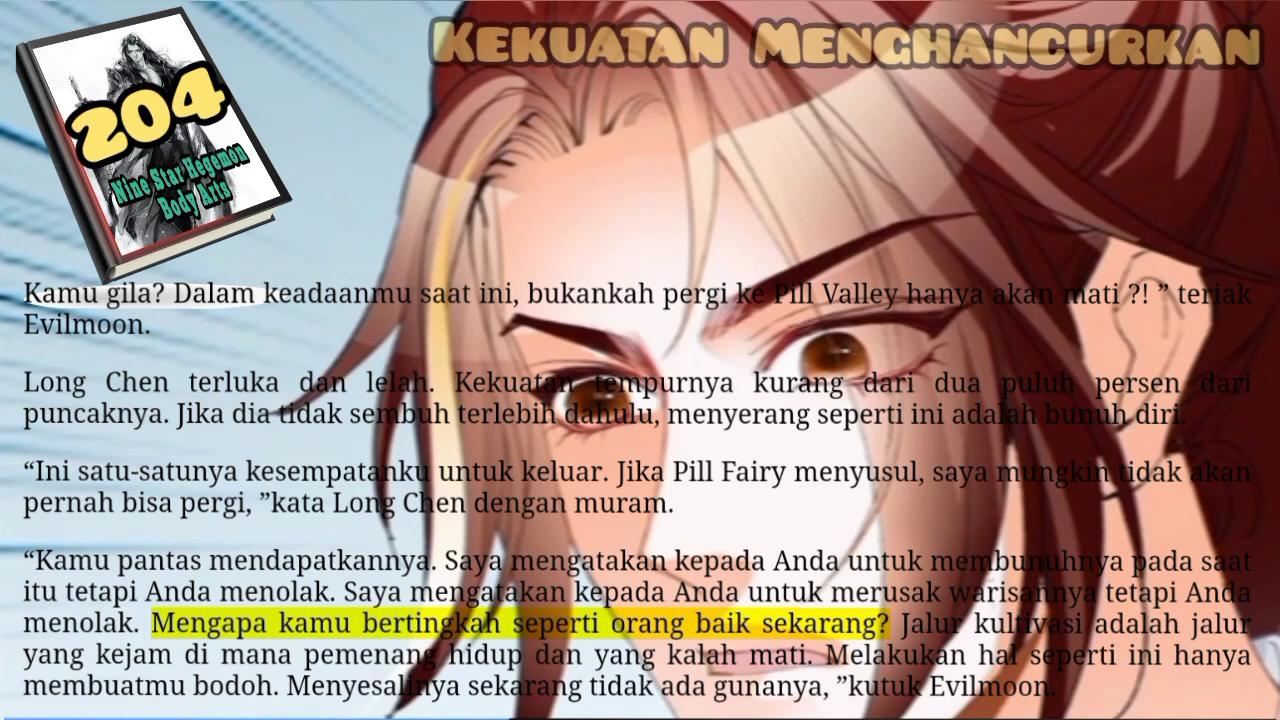 KEKUATAN MENGHANCURKAN
204
Nine Star Hegemon
Body Arts
Kamu gila? Dalam keadaanmu saat ini, bukankah pergi ke Pill Valley hanya akan mati ?! ” teriak
Evilmoon.
Long Chen terluka dan lelah. Kekuatan tempurnya kurang dari dua puluh persen dari
puncaknya. Jika dia tidak sembuh terlebih dahulu, menyerang seperti ini adalah bunuh diri.
“Ini satu-satunya kesempatanku untuk keluar. Jika Pill Fairy menyusul, saya mungkin tidak akan
pernah bisa pergi, ”kata Long Chen dengan muram.
“Kamu pantas mendapatkannya. Saya mengatakan kepada Anda untuk membunuhnya pada saat
itu tetapi Anda menolak. Saya mengatakan kepada Anda untuk merusak warisannya tetapi Anda
menolak. Mengapa kamu bertingkah seperti orang baik sekarang? Jalur kultivasi adalah jalur
yang kejam di mana pemenang hidup dan yang kalah mati. Melakukan hal seperti ini hanya
membuatmu bodoh. Menyesalinya sekarang tidak ada gunanya, ”kutuk Evilmoon.